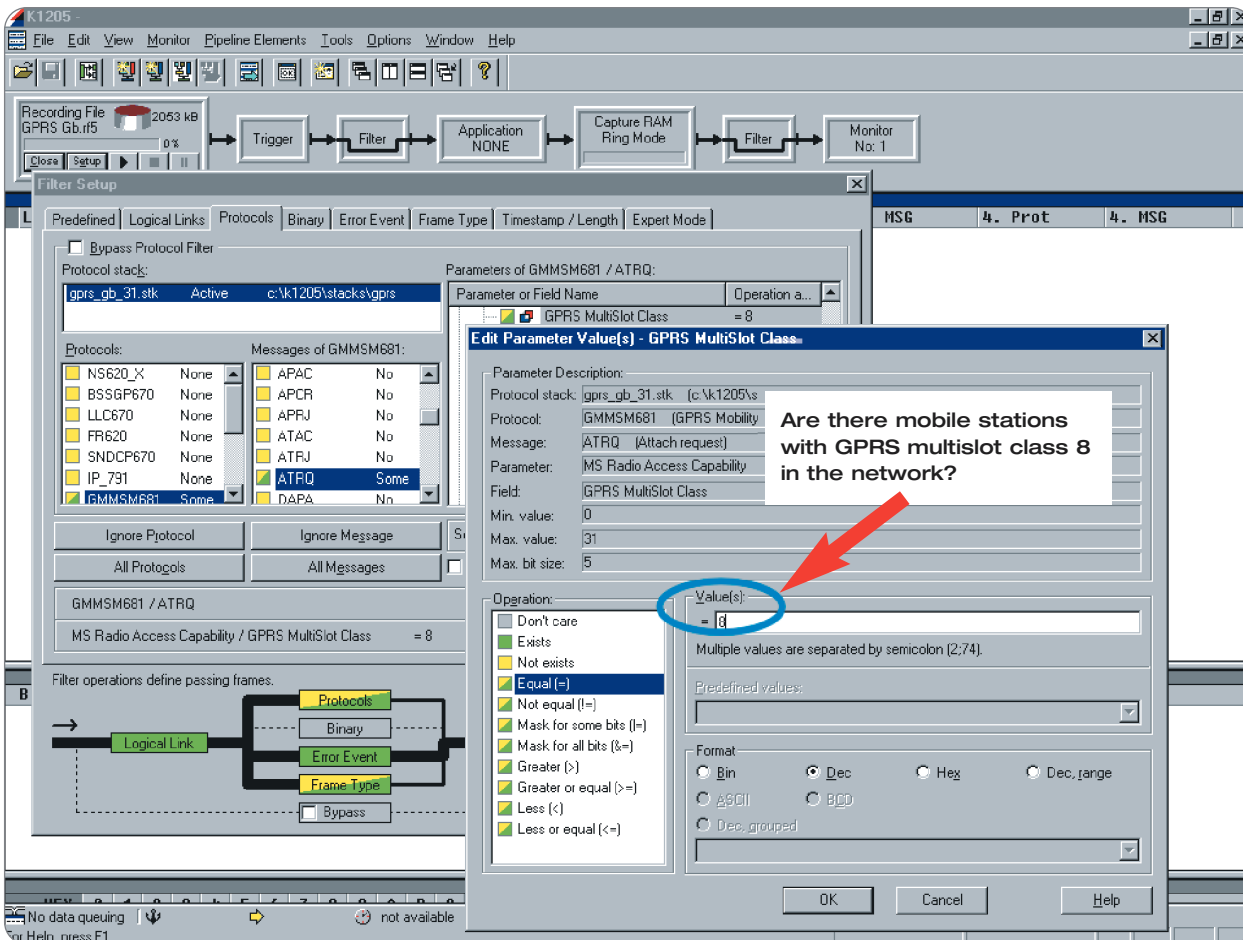 K1205 -
File Edit View Monitor Pipeline Elements Tools Options Window Help
Recording File
GPRS Gb.rf5
2053 kB
0%
Close Setup
Trigger
Filter
Application
NONE
Capture RAM
Ring Mode
Filter
Monitor
No: 1
Filter Setup
L MSG 4. Prot 4. MSG
Predefined Logical Links Protocols Binary Error Event Frame Type Timestamp / Length Expert Mode
Bypass Protocol Filter
Protocol stack:
gprs_gb_31.stk Active c:\k1205\stacks\gprs
Parameters of GMMSM681 / ATRQ:
Parameter or Field Name Operation a...
GPRS MultiSlot Class = 8
Protocols:
NS620_X None
BSSGP670 None
LLC670 None
FR620 None
SNDCP670 None
IP_791 None
GMMSM681 Some
Messages of GMMSM681:
APAC No
APCR No
APRJ No
ATAC No
ATRJ No
ATRQ Some
DAPA No
Ignore Protocol Ignore Message
All Protocols All Messages
GMMSM681 / ATRQ
MS Radio Access Capability / GPRS MultiSlot Class = 8
B
Filter operations define passing frames.
Logical Link
Protocols
Binary
Error Event
Frame Type
Bypass
Edit Parameter Value(s) - GPRS MultiSlot Class
Parameter Description:
Protocol stack: gprs_gb_31.stk (c:\k1205\s
Protocol: GMMSM681 (GPRS Mobility
Message: ATRQ (Attach request)
Parameter: MS Radio Access Capability
Field: GPRS MultiSlot Class
Min. value: 0
Max. value: 31
Max. bit size: 5
Are there mobile stations
with GPRS multislot class 8
in the network?
Operation:
Don't care
Exists
Not exists
Equal (=)
Not equal (!=)
Mask for some bits (|=)
Mask for all bits (&=)
Greater (>)
Greater or equal (>=)
Less (<)
Less or equal (<=)
Value(s):
= 8
Multiple values are separated by semicolon (2;74).
Predefined values:
Format
Bin Dec Hex Dec, range
ASCII BCD
Dec, grouped
OK Cancel Help
No data queuing
not available
For Help, press F1